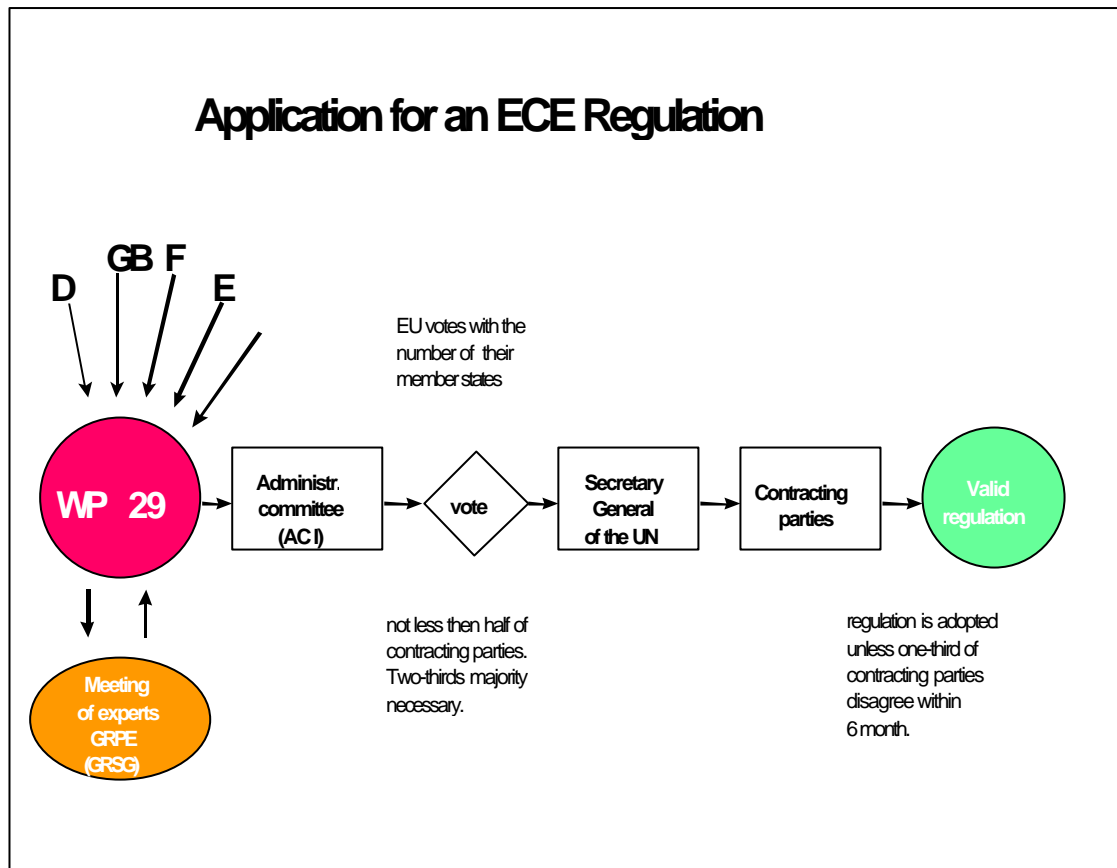 Application for an ECE Regulation
D
GB F
E
EU votes with the
number of their
member states
WP 29
Administr.
committee
(AC I)
vote
Secretary
General
of the UN
Contracting
parties
Valid
regulation
not less then half of
contracting parties.
Two-thirds majority
necessary.
regulation is adopted
unless one-third of
contracting parties
disagree within
6 month.
Meeting
of experts
GRPE
(GRSG)